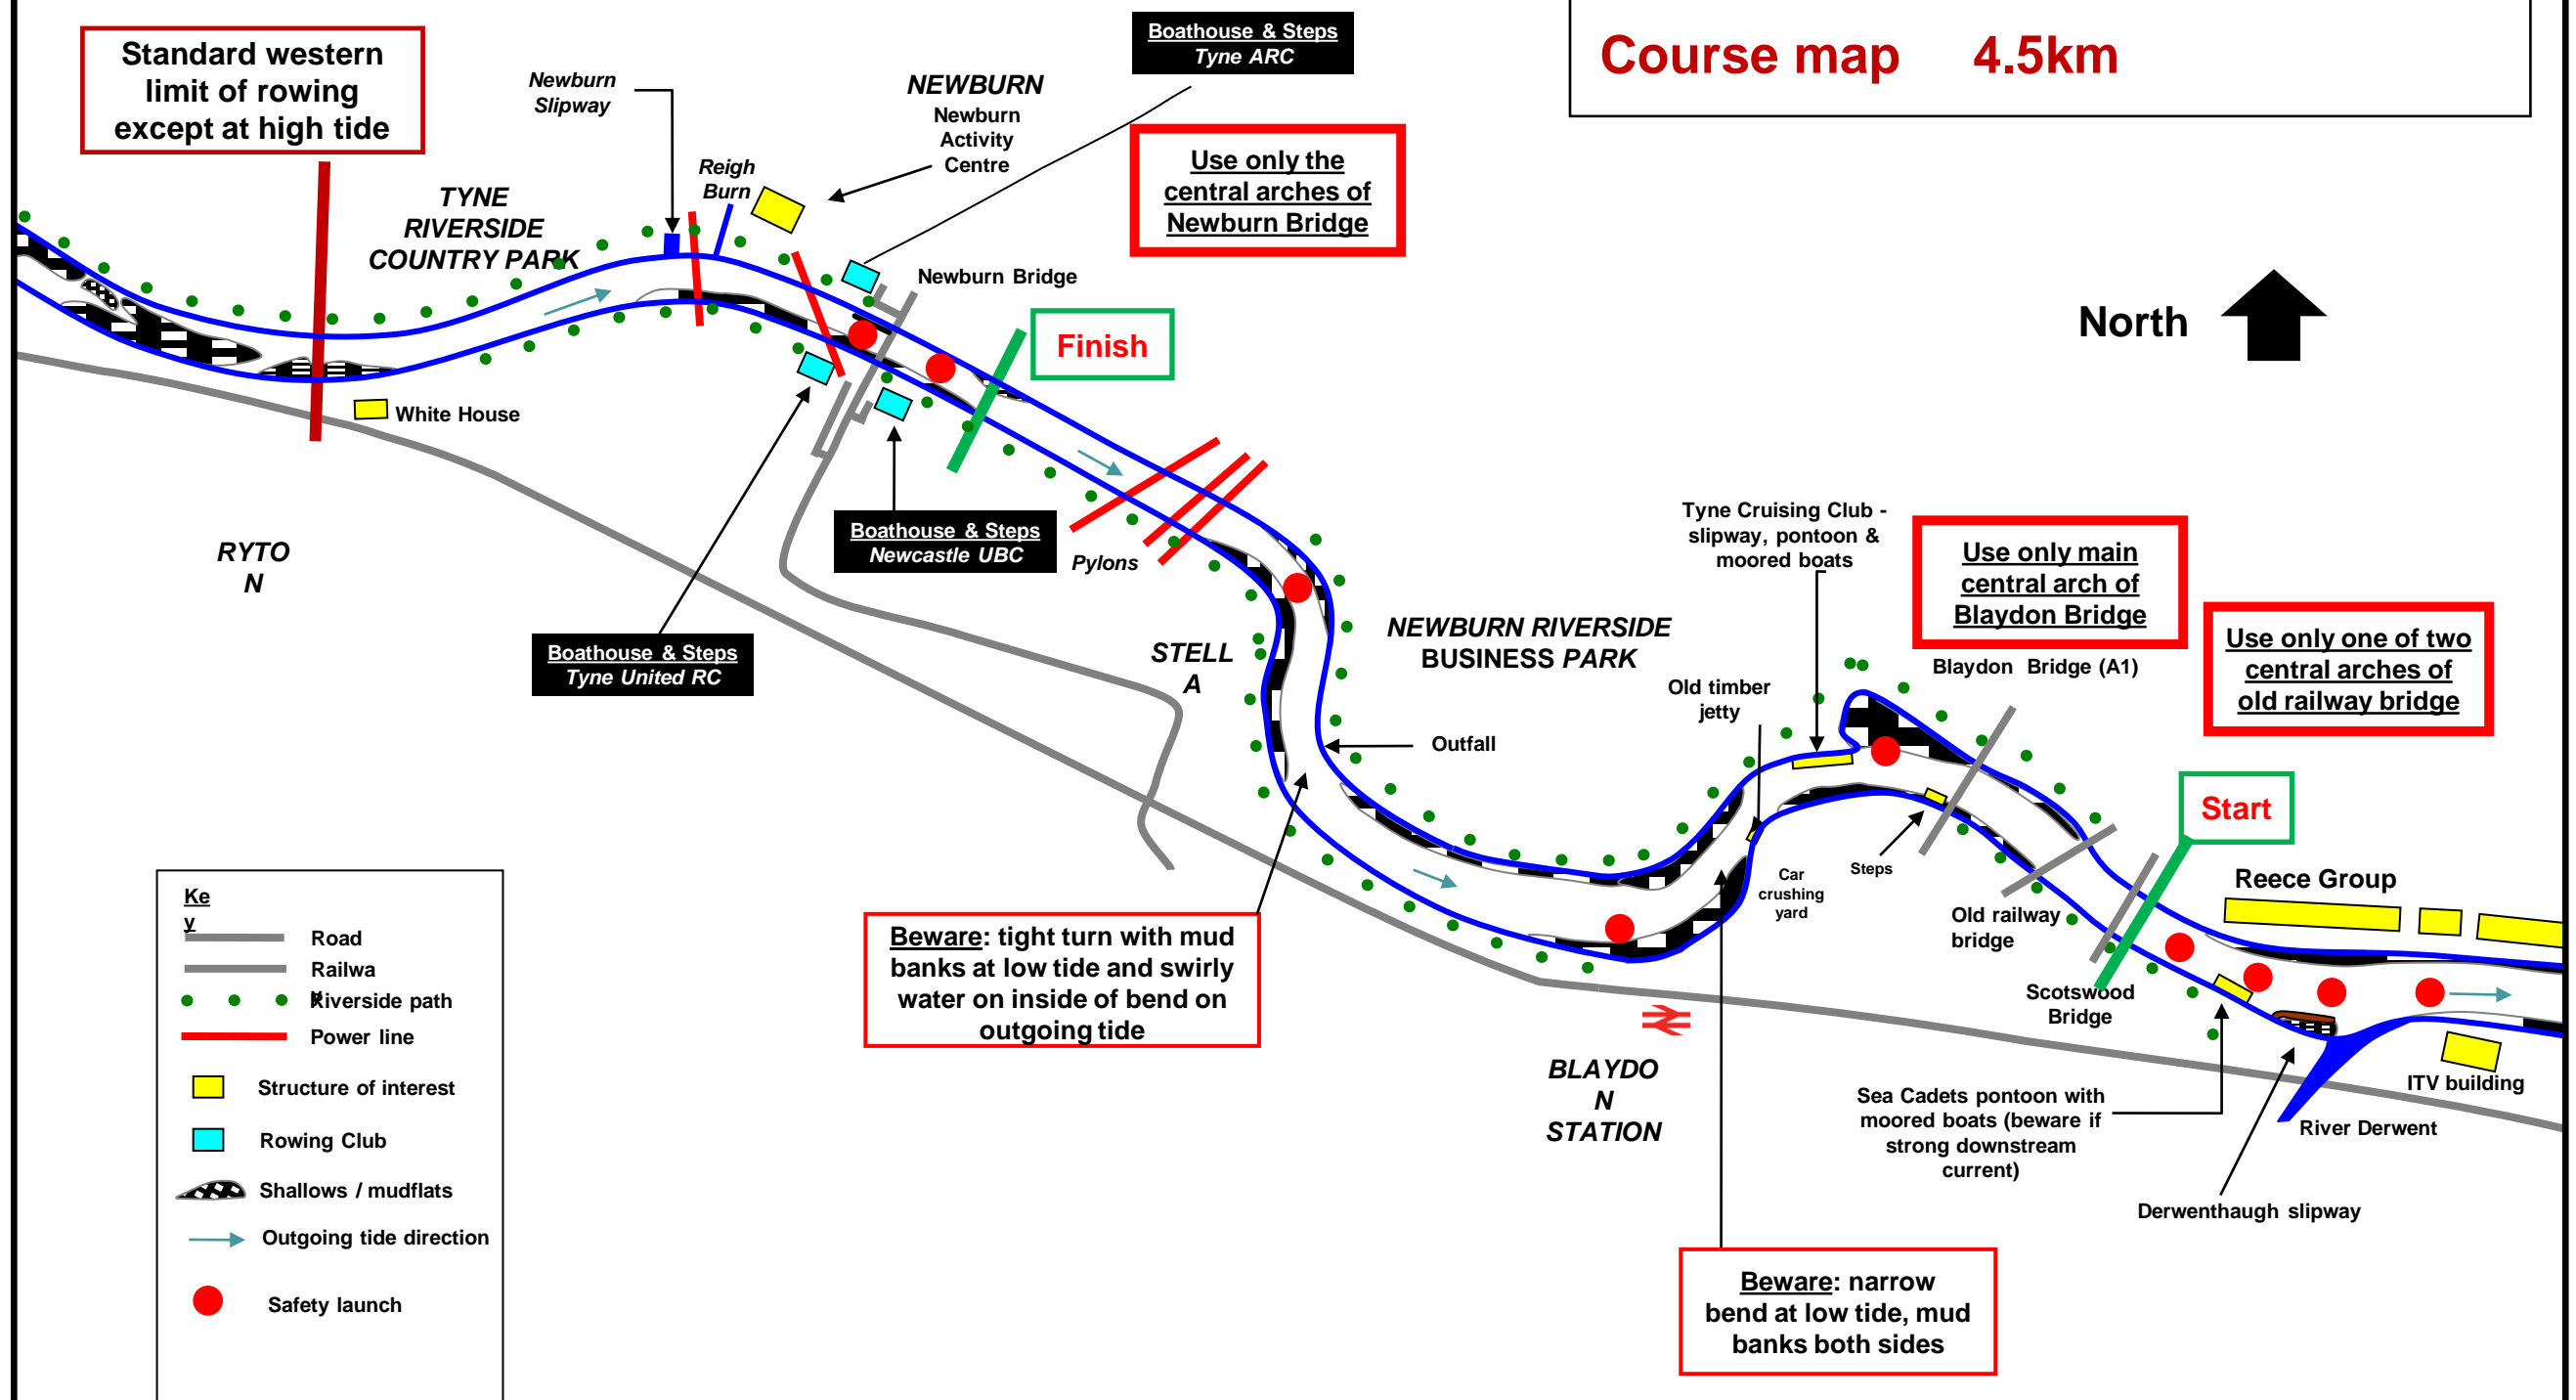 Course map 4.5km
Standard western
limit of rowing
except at high tide
Newburn
Slipway
Reigh
Burn
NEWBURN
Newburn
Activity
Centre
Boathouse & Steps
Tyne ARC
Use only the
central arches of
Newburn Bridge
TYNE
RIVERSIDE
COUNTRY PARK
Newburn Bridge
Finish
North
White House
RYTO
N
Boathouse & Steps
Newcastle UBC
Pylons
Boathouse & Steps
Tyne United RC
STELL
A
NEWBURN RIVERSIDE
BUSINESS PARK
Tyne Cruising Club -
slipway, pontoon &
moored boats
Use only main
central arch of
Blaydon Bridge
Blaydon Bridge (A1)
Use only one of two
central arches of
old railway bridge
Old timber
jetty
Outfall
Start
Car
crushing
yard
Steps
Old railway
bridge
Reece Group
Scotswood
Bridge
Beware: tight turn with mud
banks at low tide and swirly
water on inside of bend on
outgoing tide
BLAYDO
N
STATION
Sea Cadets pontoon with
moored boats (beware if
strong downstream
current)
ITV building
River Derwent
Derwenthaugh slipway
Beware: narrow
bend at low tide, mud
banks both sides
Ke
y
Road
Railwa
y
Riverside path
Power line
Structure of interest
Rowing Club
Shallows / mudflats
Outgoing tide direction
Safety launch